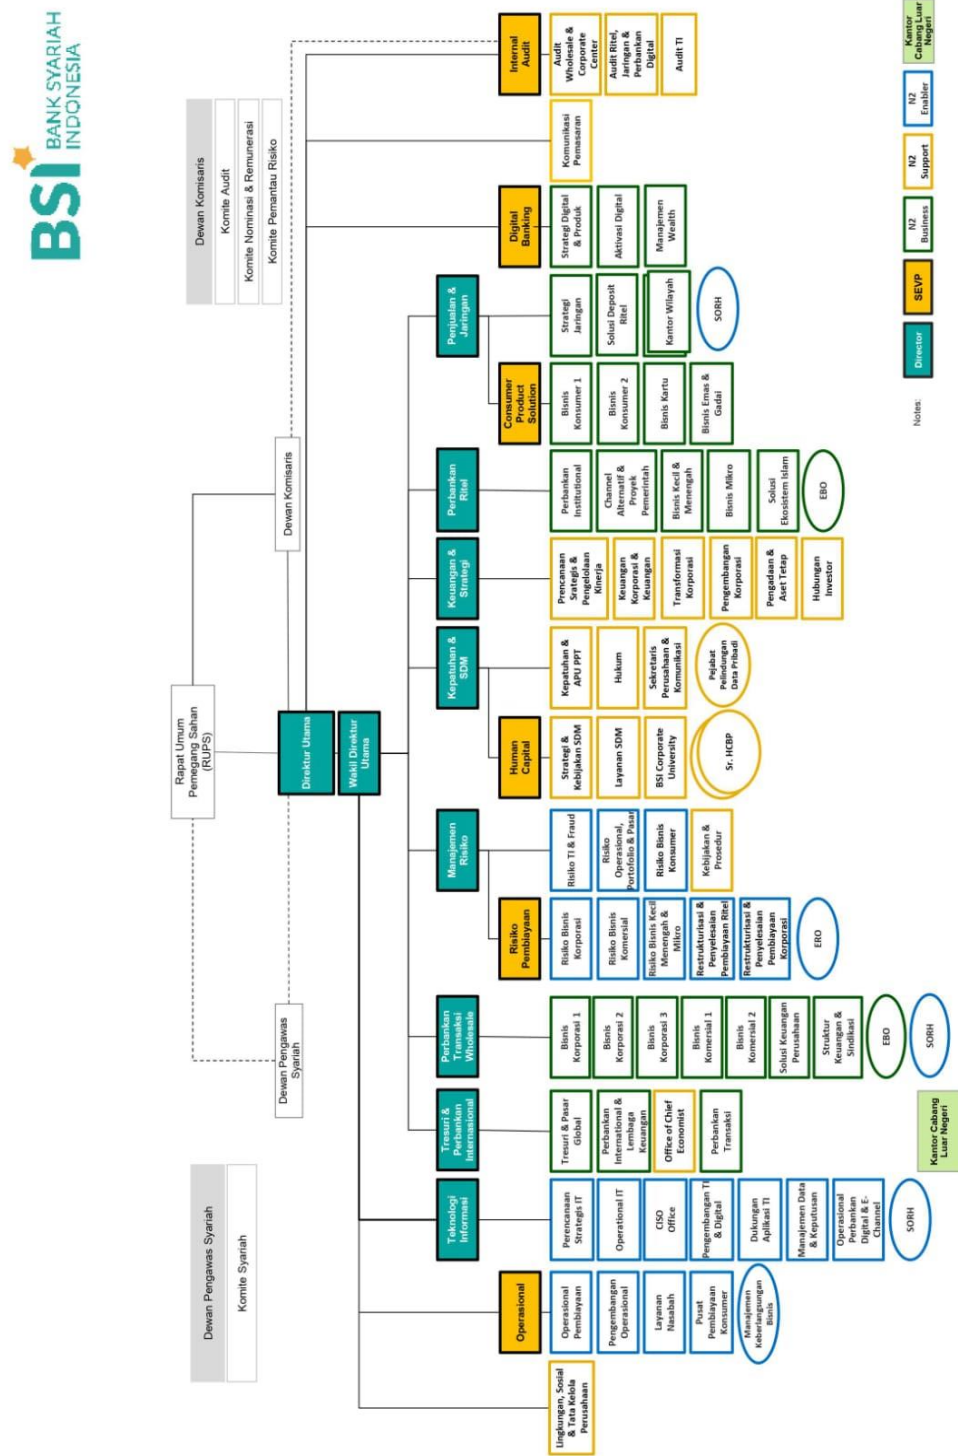 BSI
BANK SYARIAH
INDONESIA
Dewan Pengawas Syariah
Komite Syariah
Rapat Umum
Pemegang Sahan
(RUPS)
Dewan Komisaris
Komite Audit
Komite Nominasi & Remunerasi
Komite Pemantau Risiko
Dewan Pengawas
Syariah
Dewan Komisaris
Direktur Utama
Wakil Direktur
Utama
Lingkungan, Sosial
& Tata Kelola
Perusahaan
Operasional
Operasional
Pembiayaan
Pengembangan
Operasional
Layanan
Nasabah
Pusat
Pembiayaan
Konsumer
Manajemen
Keberlangsungan
Bisnis
Teknologi
Informasi
Perencanaan
Strategis IT
Operational IT
CISO
Office
Pengembangan TI
& Digital
Dukungan
Aplikasi TI
Manajemen Data
& Keputusan
Operasional
Perbankan
Digital & E-
Channel
SORH
Tresuri &
Perbankan
Internasional
Tresuri & Pasar
Global
Perbankan
International &
Lembaga
Keuangan
Office of Chief
Economist
Perbankan
Transaksi
Kantor Cabang
Luar Negeri
Perbankan
Transaksi
Wholesale
Bisnis
Korporasi 1
Bisnis
Korporasi 2
Bisnis
Korporasi 3
Bisnis
Komersial 1
Bisnis
Komersial 2
Solusi Keuangan
Perusahaan
Struktur
Keuangan &
Sindikasi
EBO
SORH
Manajemen
Risiko
Risiko
Pembiayaan
Risiko Bisnis
Korporasi
Risiko Bisnis
Komersial
Risiko Bisnis Kecil
Menengah &
Mikro
Restrukturisasi &
Penyelesaian
Pembiayaan Ritel
Restrukturisasi &
Penyelesaian
Pembiayaan
Korporasi
ERO
Risiko TI & Fraud
Risiko
Operasional,
Portofolio & Pasar
Risiko Bisnis
Konsumer
Kebijakan &
Prosedur
Kepatuhan &
SDM
Human
Capital
Strategi &
Kebijakan SDM
Layanan SDM
BSI Corporate
University
Sr. HCBP
Kepatuhan &
APU PPT
Hukum
Sekretaris
Perusahaan &
Komunikasi
Pejabat
Pelindungan
Data Pribadi
Keuangan &
Strategi
Prencanaan
Srategis &
Pengelolaan
Kinerja
Keuangan
Korporasi &
Keuangan
Transformasi
Korporasi
Pengembangan
Korporasi
Pengadaan &
Aset Tetap
Hubungan
Investor
Perbankan
Ritel
Perbankan
Institutional
Channel
Alternatif &
Proyek
Pemerintah
Bisnis Kecil &
Menengah
Bisnis Mikro
Solusi
Ekosistem Islam
EBO
Penjualan &
Jaringan
Consumer
Product
Solution
Bisnis
Konsumer 1
Bisnis
Konsumer 2
Bisnis Kartu
Bisnis Emas &
Gadai
Strategi
Jaringan
Solusi Deposit
Ritel
Kantor Wilayah
SORH
Digital
Banking
Strategi Digital
& Produk
Aktivasi Digital
Manajemen
Wealth
Komunikasi
Pemasaran
Internal
Audit
Audit
Wholesale &
Corporate
Center
Audit Ritel,
Jaringan &
Perbankan
Digital
Audit TI
Notes:
Director
SEVP
N2
Business
N2
Support
N2
Enabler
Kantor
Cabang Luar
Negeri